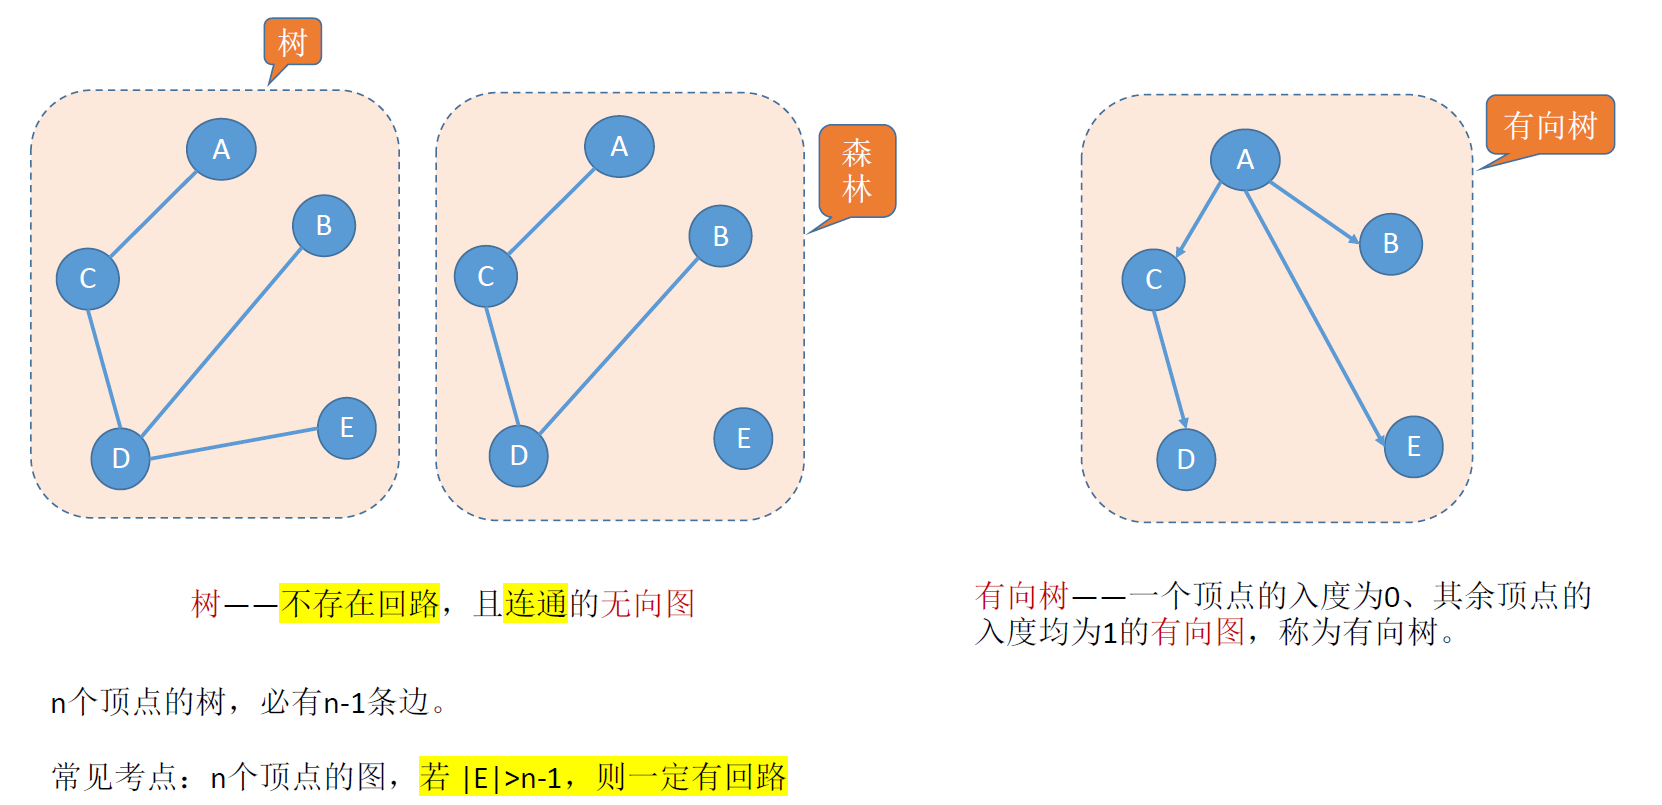 树
A
B
C
D
E
森
林
A
B
C
D
E
有向树
A
B
C
D
E
树——不存在回路，且连通的无向图
有向树——一个顶点的入度为0、其余顶点的
入度均为1的有向图，称为有向树。
n个顶点的树，必有n-1条边。
常见考点：n个顶点的图，若 |E|>n-1，则一定有回路